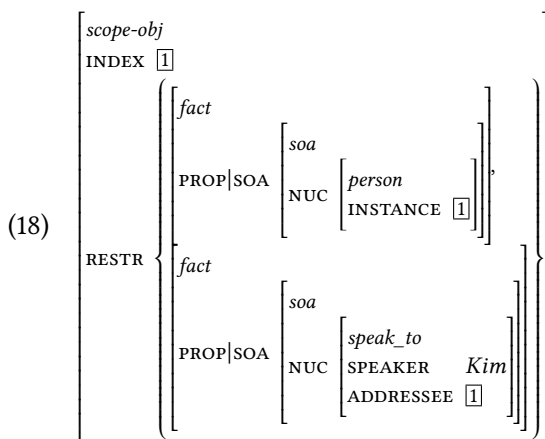 scope-obj
INDEX 1
fact
soa
PROP|SOA
NUC
person
INSTANCE 1
,
(18)
RESTR
fact
soa
PROP|SOA
NUC
speak_to
SPEAKER Kim
ADDRESSEE 1